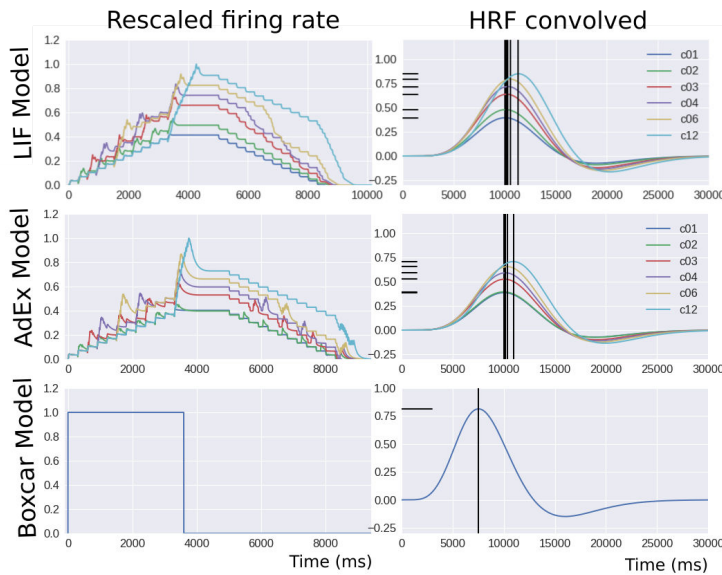 Rescaled firing rate
HRF convolved
LIF Model
1.2
1.0
0.8
0.6
0.4
0.2
0.0
0 2000 4000 6000 8000 10000
1.00
0.75
0.50
0.25
0.00
−0.25
0 5000 10000 15000 20000 25000 30000
c01
c02
c03
c04
c06
c12
AdEx Model
1.2
1.0
0.8
0.6
0.4
0.2
0.0
0 2000 4000 6000 8000
1.00
0.75
0.50
0.25
0.00
−0.25
0 5000 10000 15000 20000 25000 30000
c01
c02
c03
c04
c06
c12
Boxcar Model
1.2
1.0
0.8
0.6
0.4
0.2
0.0
0 2000 4000 6000 8000
Time (ms)
1.00
0.75
0.50
0.25
0.00
−0.25
0 5000 10000 15000 20000 25000 30000
Time (ms)